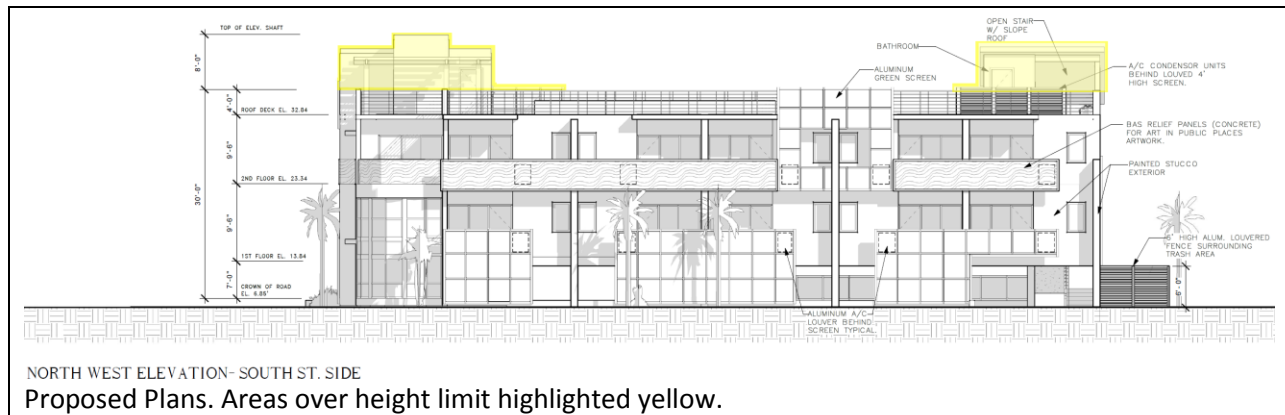 TOP OF ELEV. SHAFT
8'-0"
4'-0"
ROOF DECK EL. 32.84
9'-6"
2ND FLOOR EL. 23.34
30'-0"
9'-6"
1ST FLOOR EL. 13.84
7'-0"
CROWN OF ROAD
EL. 6.85'
ALUMINUM
GREEN SCREEN
BATHROOM
OPEN STAIR
W/ SLOPE
ROOF
A/C CONDENSOR UNITS
BEHIND LOUVED 4'
HIGH SCREEN.
BAS RELIEF PANELS (CONCRETE)
FOR ART IN PUBLIC PLACES
ARTWORK.
PAINTED STUCCO
EXTERIOR
6' HIGH ALUM. LOUVERED
FENCE SURROUNDING
TRASH AREA
6'-0"
ALUMINUM A/C
LOUVER BEHIND
SCREEN TYPICAL
NORTH WEST ELEVATION- SOUTH ST. SIDE
Proposed Plans. Areas over height limit highlighted yellow.